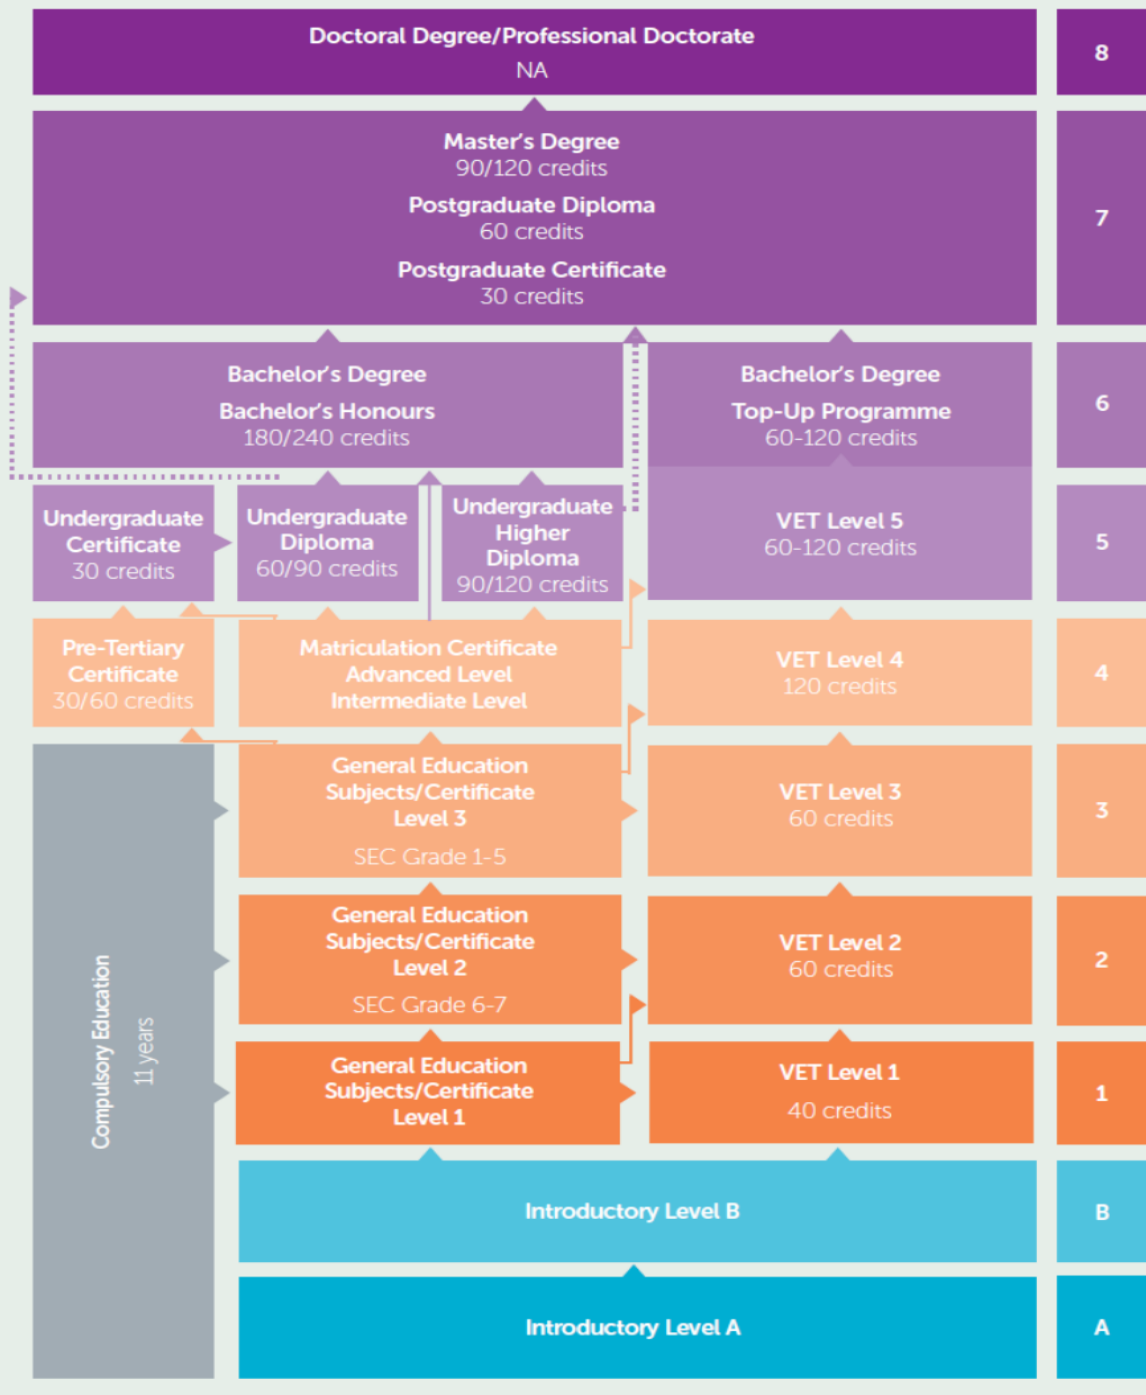 Doctoral Degree/Professional Doctorate
NA
8
Master's Degree
90/120 credits
Postgraduate Diploma
60 credits
Postgraduate Certificate
30 credits
7
Bachelor's Degree
Bachelor's Honours
180/240 credits
Bachelor's Degree
Top-Up Programme
60-120 credits
6
Undergraduate
Certificate
30 credits
Undergraduate
Diploma
60/90 credits
Undergraduate
Higher
Diploma
90/120 credits
VET Level 5
60-120 credits
5
Pre-Tertiary
Certificate
30/60 credits
Matriculation Certificate
Advanced Level
Intermediate Level
VET Level 4
120 credits
4
Compulsory Education
11 years
General Education
Subjects/Certificate
Level 3
SEC Grade 1-5
VET Level 3
60 credits
3
General Education
Subjects/Certificate
Level 2
SEC Grade 6-7
VET Level 2
60 credits
2
General Education
Subjects/Certificate
Level 1
VET Level 1
40 credits
1
Introductory Level B
B
Introductory Level A
A